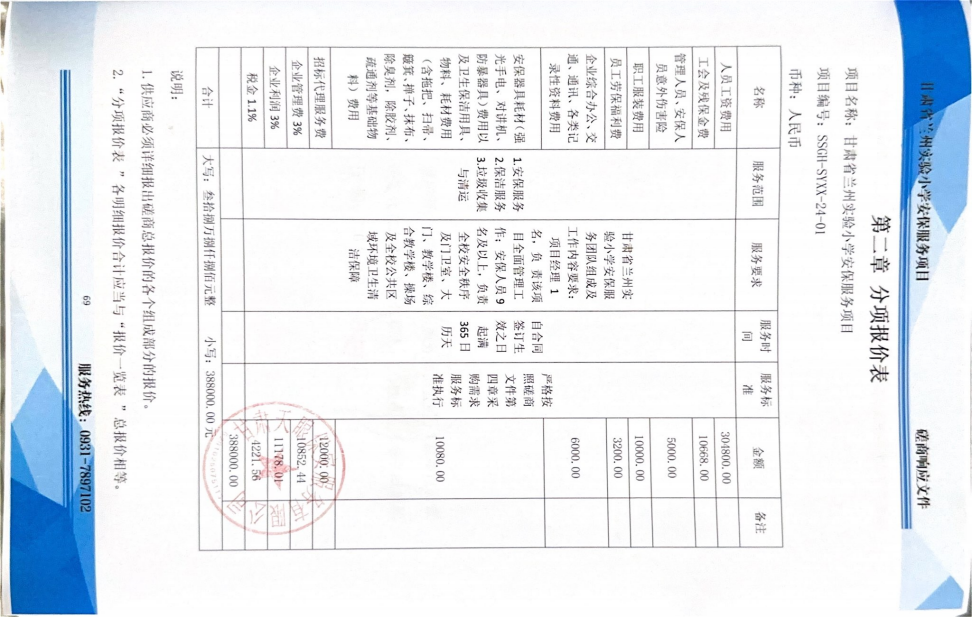 甘肃省兰州实验小学安保服务项目
磋商响应文件
第二章 分项报价表
项目名称：甘肃省兰州实验小学安保服务项目
项目编号：SSGH-SYXX-24-01
币种：人民币
名称 服务范围 服务要求 服务时间 服务标准 金额 备注
人员工资费用 304800.00
工会及残保金费 10668.00
管理人员、安保人
员意外伤害险 5000.00
职工服装费用 10000.00
员工劳保福利费 3200.00
企业综合办公、交
通、通讯、各类记
录性资料费用 6000.00
安保器具耗材（强
光手电、对讲机、
防暴器具）费用以
及卫生保洁用具、
物料、耗材费用
（含拖把、扫帚、
簸箕、掸子、抹布、
除臭剂、除胶剂、
疏通剂等基础物
料）费用 10080.00
招标代理服务费 12000.00
企业管理费 3% 10852.44
企业利润 3% 11178.01
税金 1.1% 4221.56
1.安保服务
2.保洁服务
3.垃圾收集
与清运
甘肃省兰州实
验小学安保服
务团队组成及
工作内容要求：
项目经理 1
名，负 责该项
目全面管理工
作；安保人员 9
名及以上，负责
全校安全秩序
及门卫室、大
门、教学楼、综
合教学楼、操场
及全校公共区
域环境卫生清
洁保障
自合同
签订生
效之日
起满
365 日
历天
严格按
照磋商
文件第
四章采
购需求
服务标
准执行
合计 大写：叁拾捌万捌仟捌佰元整 小写：388000.00 元 388000.00
说明：
1. 供应商必须详细报出磋商总报价的各个组成部分的报价。
2. “分项报价表 ”各明细报价合计应当与“报价一览表 ”总报价相等。
69
服务热线：0931-7897102